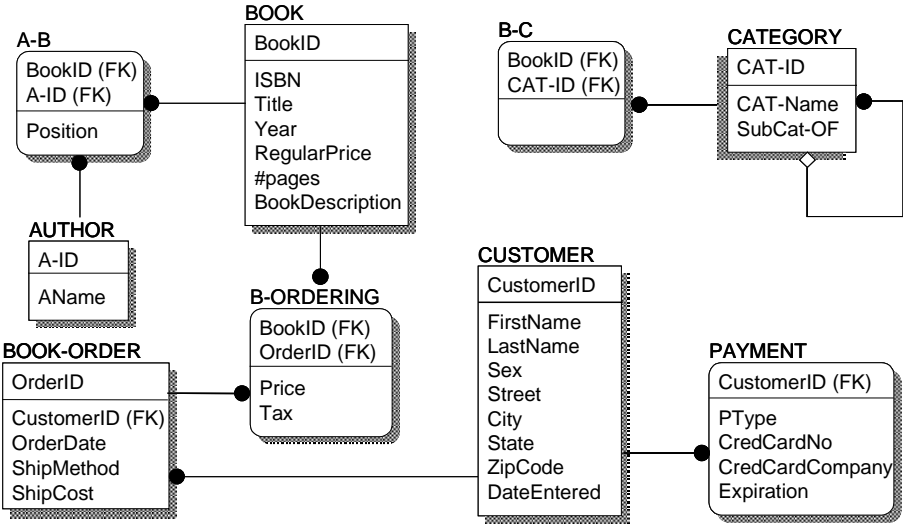 A-B
BookID (FK)
A-ID (FK)
Position
BOOK
BookID
ISBN
Title
Year
RegularPrice
#pages
BookDescription
B-C
BookID (FK)
CAT-ID (FK)
CATEGORY
CAT-ID
CAT-Name
SubCat-OF
AUTHOR
A-ID
AName
B-ORDERING
BookID (FK)
OrderID (FK)
Price
Tax
BOOK-ORDER
OrderID
CustomerID (FK)
OrderDate
ShipMethod
ShipCost
CUSTOMER
CustomerID
FirstName
LastName
Sex
Street
City
State
ZipCode
DateEntered
PAYMENT
CustomerID (FK)
PType
CredCardNo
CredCardCompany
Expiration